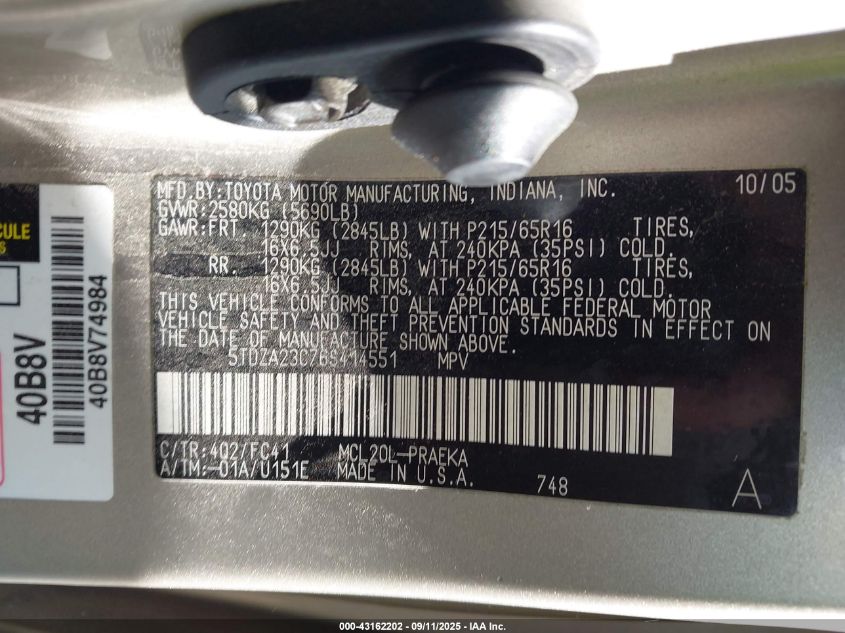 MFD.BY:TOYOTA MOTOR MANUFACTURING, INDIANA, INC. 10/05
GVWR:2580KG (5690LB)
GAWR:FRT 1290KG (2845LB) WITH P215/65R16 TIRES,
16X6.5JJ RIMS, AT 240KPA (35PSI) COLD.
RR. 1290KG (2845LB) WITH P215/65R16 TIRES,
16X6.5JJ RIMS, AT 240KPA (35PSI) COLD.
THIS VEHICLE CONFORMS TO ALL APPLICABLE FEDERAL MOTOR
VEHICLE SAFETY AND THEFT PREVENTION STANDARDS IN EFFECT ON
THE DATE OF MANUFACTURE SHOWN ABOVE.
5TDZA23C76S414551 MPV
C/TR:4Q2/FC41 MCL20L-PRAEKA
A/TM:-01A/U151E MADE IN U.S.A.
748 A
40B8V
40B8V74984
000-43162202 - 09/11/2025 - IAA Inc.